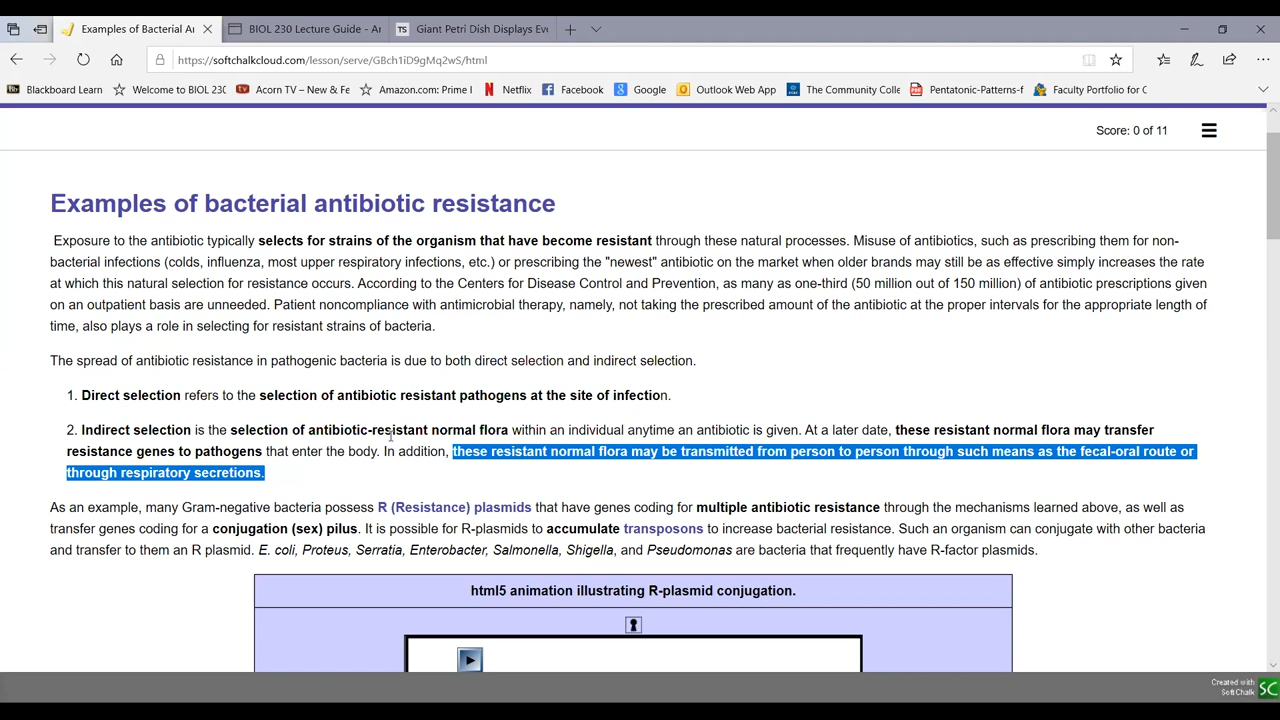 Examples of Bacterial Ar
BIOL 230 Lecture Guide - Ar
TS Giant Petri Dish Displays Evo
https://softchalkcloud.com/lesson/serve/GBch1iD9gMq2wS/html
Blackboard Learn
Welcome to BIOL 230
Acorn TV – New & Fe
Amazon.com: Prime I
Netflix
Facebook
Google
Outlook Web App
The Community Colle
Pentatonic-Patterns-f
Faculty Portfolio for C
Score: 0 of 11
Examples of bacterial antibiotic resistance
Exposure to the antibiotic typically selects for strains of the organism that have become resistant through these natural processes. Misuse of antibiotics, such as prescribing them for non-
bacterial infections (colds, influenza, most upper respiratory infections, etc.) or prescribing the "newest" antibiotic on the market when older brands may still be as effective simply increases the rate
at which this natural selection for resistance occurs. According to the Centers for Disease Control and Prevention, as many as one-third (50 million out of 150 million) of antibiotic prescriptions given
on an outpatient basis are unneeded. Patient noncompliance with antimicrobial therapy, namely, not taking the prescribed amount of the antibiotic at the proper intervals for the appropriate length of
time, also plays a role in selecting for resistant strains of bacteria.
The spread of antibiotic resistance in pathogenic bacteria is due to both direct selection and indirect selection.
1. Direct selection refers to the selection of antibiotic resistant pathogens at the site of infection.
2. Indirect selection is the selection of antibiotic-resistant normal flora within an individual anytime an antibiotic is given. At a later date, these resistant normal flora may transfer
resistance genes to pathogens that enter the body. In addition, these resistant normal flora may be transmitted from person to person through such means as the fecal-oral route or
through respiratory secretions.
As an example, many Gram-negative bacteria possess R (Resistance) plasmids that have genes coding for multiple antibiotic resistance through the mechanisms learned above, as well as
transfer genes coding for a conjugation (sex) pilus. It is possible for R-plasmids to accumulate transposons to increase bacterial resistance. Such an organism can conjugate with other bacteria
and transfer to them an R plasmid. E. coli, Proteus, Serratia, Enterobacter, Salmonella, Shigella, and Pseudomonas are bacteria that frequently have R-factor plasmids.
html5 animation illustrating R-plasmid conjugation.
Created with
SoftChalk
SC